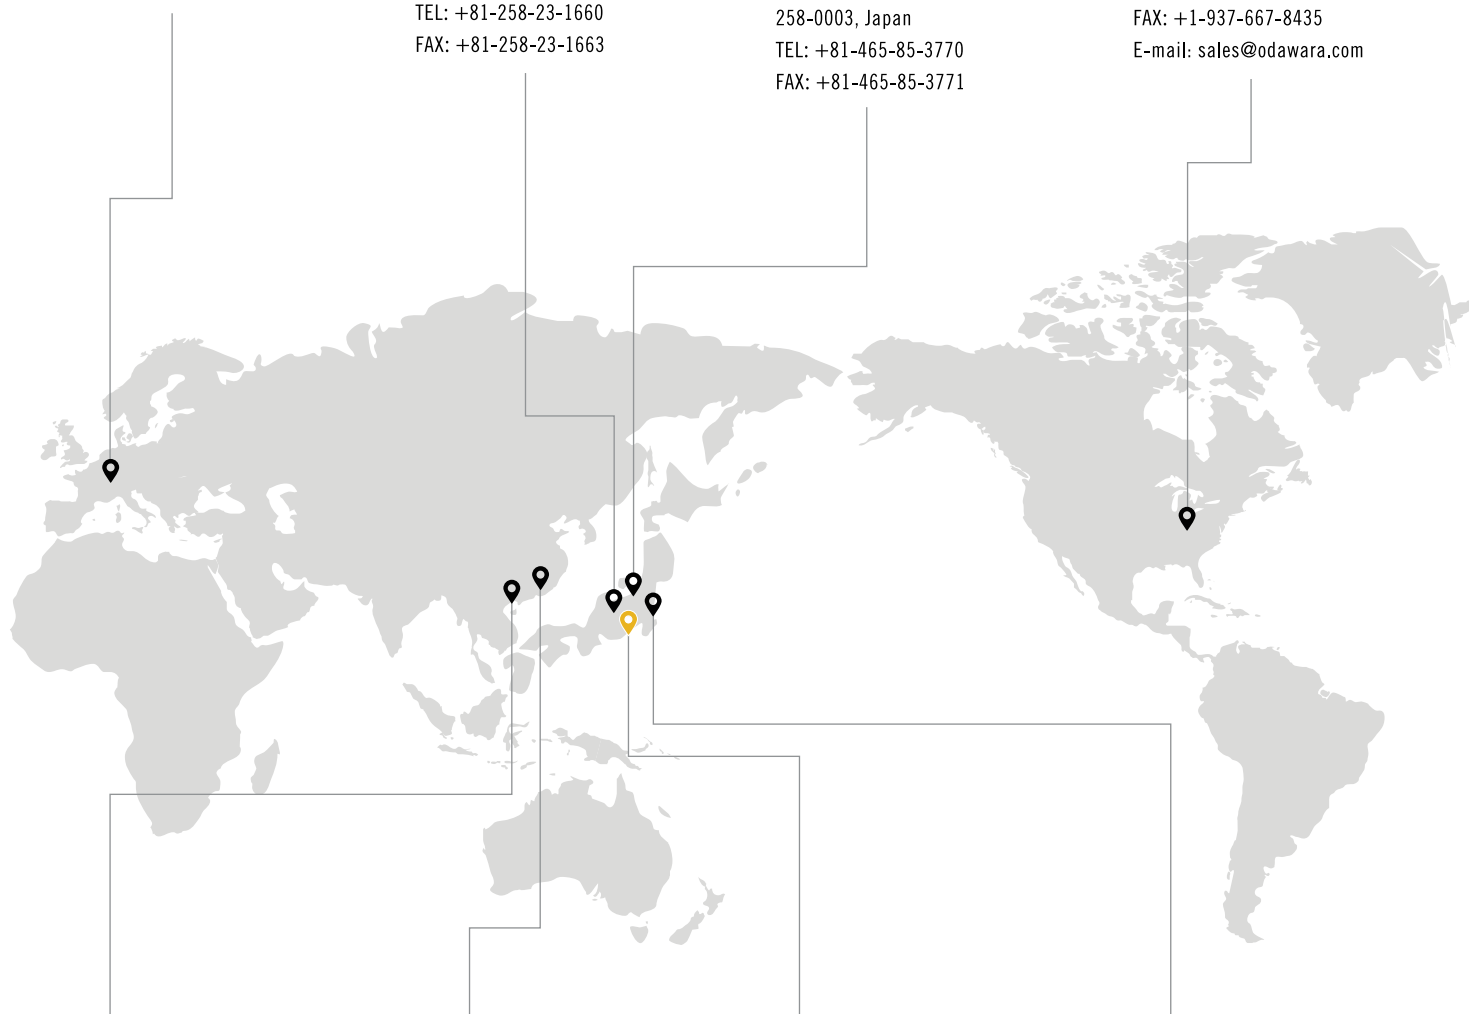 TEL: +81-258-23-1660
FAX: +81-258-23-1663
258-0003, Japan
TEL: +81-465-85-3770
FAX: +81-465-85-3771
FAX: +1-937-667-8435
E-mail: sales@odawara.com